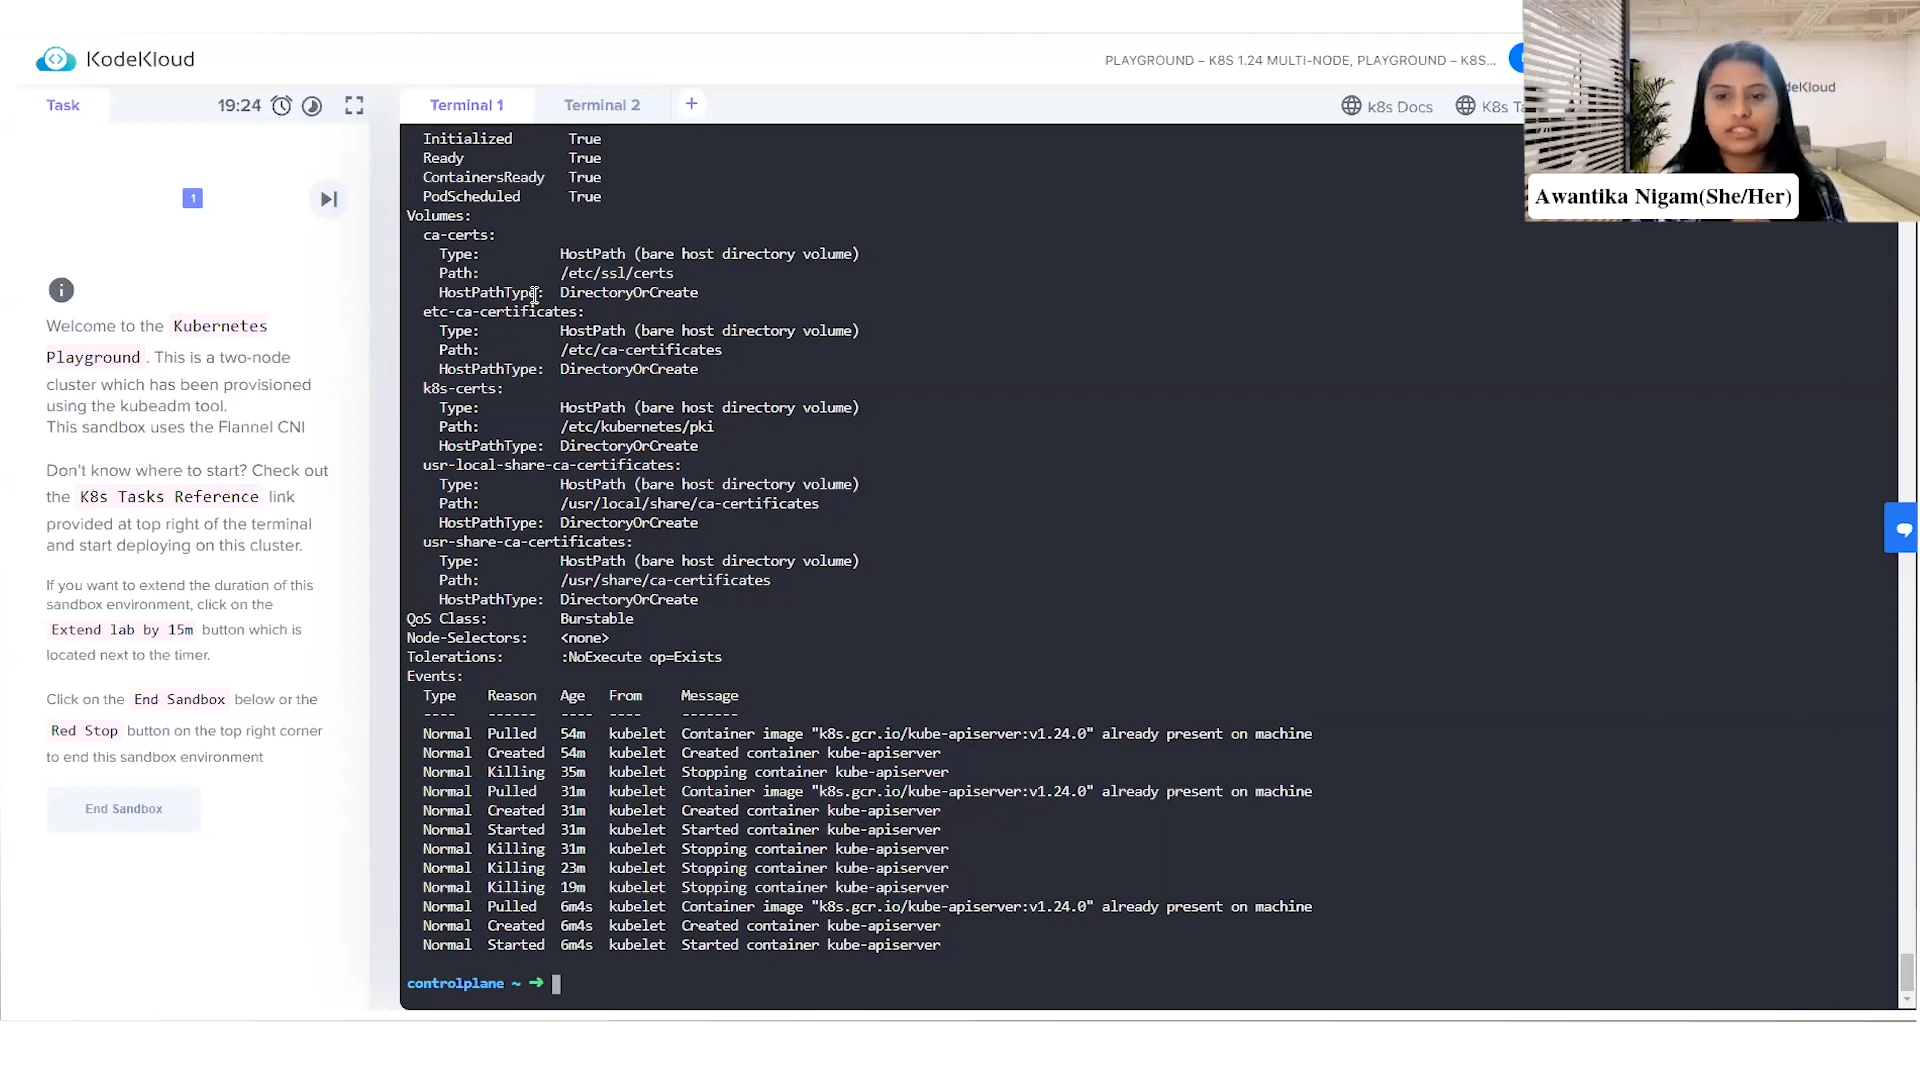 KodeKloud
PLAYGROUND – K8S 1.24 MULTI-NODE, PLAYGROUND – K8S...
Task
19:24
Terminal 1
Terminal 2
+
k8s Docs
K8s
Awantika Nigam(She/Her)
1
Welcome to the Kubernetes
Playground. This is a two-node
cluster which has been provisioned
using the kubeadm tool.
This sandbox uses the Flannel CNI
Don't know where to start? Check out
the K8s Tasks Reference link
provided at top right of the terminal
and start deploying on this cluster.
If you want to extend the duration of this
sandbox environment, click on the
Extend lab by 15m button which is
located next to the timer.
Click on the End Sandbox below or the
Red Stop button on the top right corner
to end this sandbox environment
End Sandbox
Initialized True
Ready True
ContainersReady True
PodScheduled True
Volumes:
ca-certs:
Type: HostPath (bare host directory volume)
Path: /etc/ssl/certs
HostPathType: DirectoryOrCreate
etc-ca-certificates:
Type: HostPath (bare host directory volume)
Path: /etc/ca-certificates
HostPathType: DirectoryOrCreate
k8s-certs:
Type: HostPath (bare host directory volume)
Path: /etc/kubernetes/pki
HostPathType: DirectoryOrCreate
usr-local-share-ca-certificates:
Type: HostPath (bare host directory volume)
Path: /usr/local/share/ca-certificates
HostPathType: DirectoryOrCreate
usr-share-ca-certificates:
Type: HostPath (bare host directory volume)
Path: /usr/share/ca-certificates
HostPathType: DirectoryOrCreate
QoS Class: Burstable
Node-Selectors: <none>
Tolerations: :NoExecute op=Exists
Events:
Type Reason Age From Message
---- ------ ---- ---- -------
Normal Pulled 54m kubelet Container image "k8s.gcr.io/kube-apiserver:v1.24.0" already present on machine
Normal Created 54m kubelet Created container kube-apiserver
Normal Killing 35m kubelet Stopping container kube-apiserver
Normal Pulled 31m kubelet Container image "k8s.gcr.io/kube-apiserver:v1.24.0" already present on machine
Normal Created 31m kubelet Created container kube-apiserver
Normal Started 31m kubelet Started container kube-apiserver
Normal Killing 31m kubelet Stopping container kube-apiserver
Normal Killing 23m kubelet Stopping container kube-apiserver
Normal Killing 19m kubelet Stopping container kube-apiserver
Normal Pulled 6m4s kubelet Container image "k8s.gcr.io/kube-apiserver:v1.24.0" already present on machine
Normal Created 6m4s kubelet Created container kube-apiserver
Normal Started 6m4s kubelet Started container kube-apiserver
controlplane ~ ➜